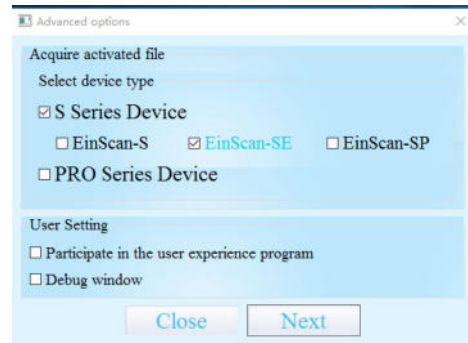 Advanced options
Acquire activated file
Select device type
S Series Device
EinScan-S EinScan-SE EinScan-SP
PRO Series Device
User Setting
Participate in the user experience program
Debug window
Close Next